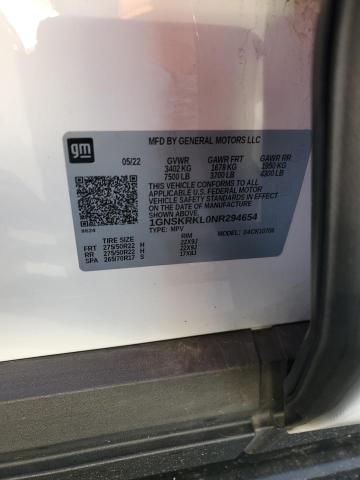 gm
MFD BY GENERAL MOTORS LLC
05/22 GVWR GAWR FRT GAWR RR
3402 KG 1678 KG 1950 KG
7500 LB 3700 LB 4300 LB
THIS VEHICLE CONFORMS TO ALL
APPLICABLE U.S. FEDERAL MOTOR
VEHICLE SAFETY STANDARDS IN EFFECT
ON THE DATE OF MANUFACTURE
SHOWN ABOVE.
1GNSKRKL0NR294654
8624 TYPE: MPV MODEL: S4CK10706
TIRE SIZE RIM
FRT 275/50R22 H 22X9J
RR 275/50R22 H 22X9J
SPA 265/70R17 S 17X8J